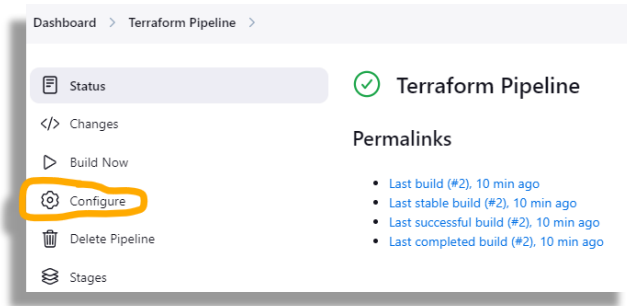 Dashboard > Terraform Pipeline >
Status
Changes
Build Now
Configure
Delete Pipeline
Stages
Terraform Pipeline
Permalinks
Last build (#2), 10 min ago
Last stable build (#2), 10 min ago
Last successful build (#2), 10 min ago
Last completed build (#2), 10 min ago